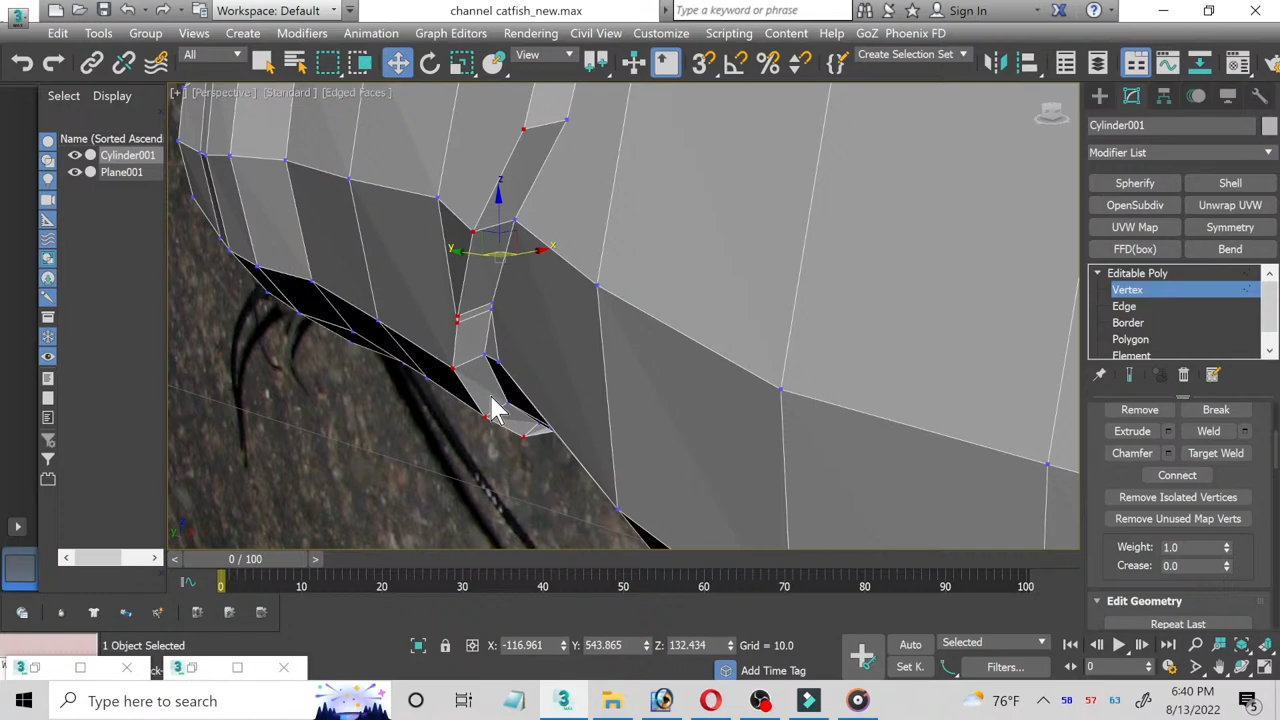 Workspace: Default
channel catfish_new.max
Type a keyword or phrase
Sign In
Edit Tools Group Views Create Modifiers Animation Graph Editors Rendering Civil View Customize Scripting Content Help GoZ Phoenix FD
All
View
Create Selection Set
Select Display
[+] [Perspective ] [Standard ] [Edged Faces ]
Name (Sorted Ascen
Cylinder001
Plane001
z
y
x
Cylinder001
Modifier List
Spherify Shell
OpenSubdiv Unwrap UVW
UVW Map Symmetry
FFD(box) Bend
Editable Poly
Vertex
Edge
Border
Polygon
Element
Remove Break
Extrude Weld
Chamfer Target Weld
Connect
Remove Isolated Vertices
Remove Unused Map Verts
Weight: 1.0
Crease: 0.0
Edit Geometry
Repeat Last
0 / 100
0 10 20 30 40 50 60 70 80 90 100
1 Object Selected
X: -116.961 Y: 543.865 Z: 132.434 Grid = 10.0
Auto Selected
Set K. Filters...
0
Add Time Tag
Type here to search
76°F
58 57 63
6:40 PM
8/13/2022
5